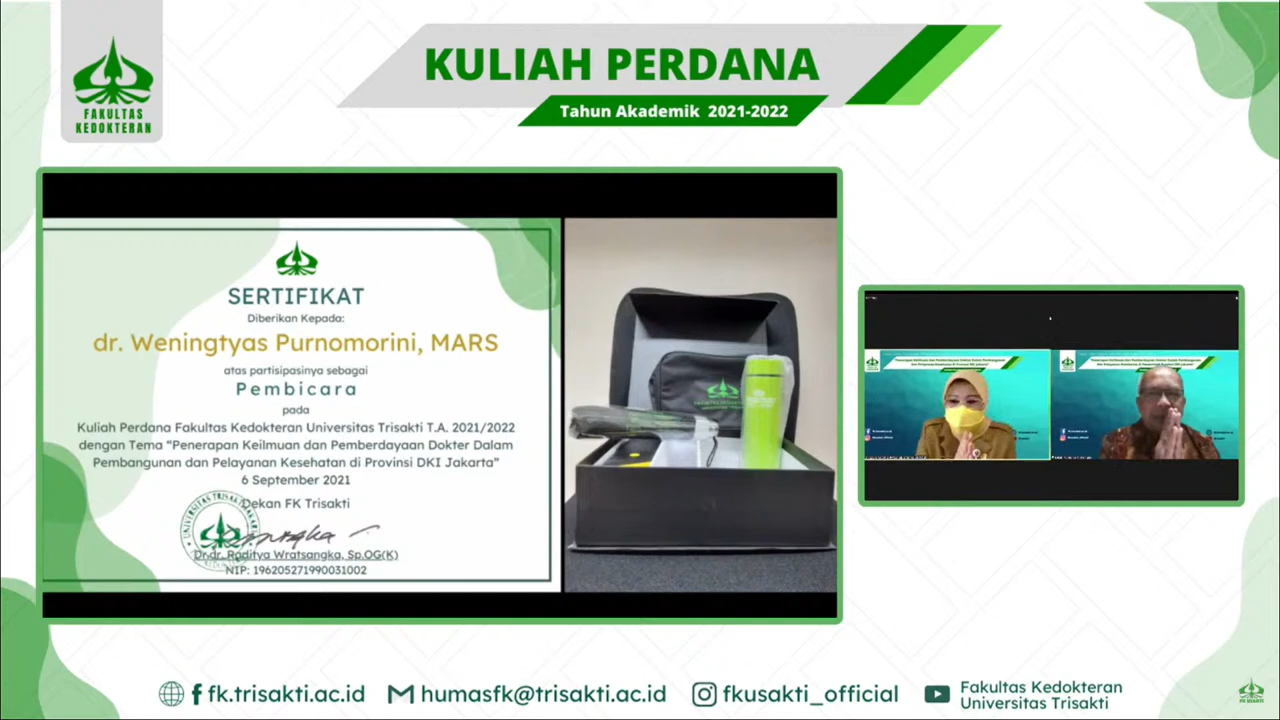 FAKULTAS
KEDOKTERAN
KULIAH PERDANA
Tahun Akademik 2021-2022
SERTIFIKAT
Diberikan Kepada:
dr. Weningtyas Purnomorini, MARS
atas partisipasinya sebagai
Pembicara
pada
Kuliah Perdana Fakultas Kedokteran Universitas Trisakti T.A. 2021/2022
dengan Tema “Penerapan Keilmuan dan Pemberdayaan Dokter Dalam
Pembangunan dan Pelayanan Kesehatan di Provinsi DKI Jakarta”
6 September 2021
Dekan FK Trisakti
Dr.dr. Raditya Wratsangka, Sp.OG(K)
NIP: 196205271990031002
fk.trisakti.ac.id
humasfk@trisakti.ac.id
fkusakti_official
Fakultas Kedokteran
Universitas Trisakti